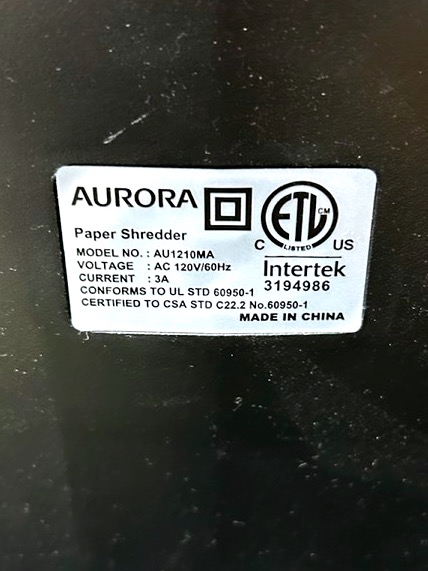 AURORA
ETL CM
C LISTED US
Paper Shredder
Intertek
3194986
MODEL NO. : AU1210MA
VOLTAGE : AC 120V/60Hz
CURRENT : 3A
CONFORMS TO UL STD 60950-1
CERTIFIED TO CSA STD C22.2 No.60950-1
MADE IN CHINA